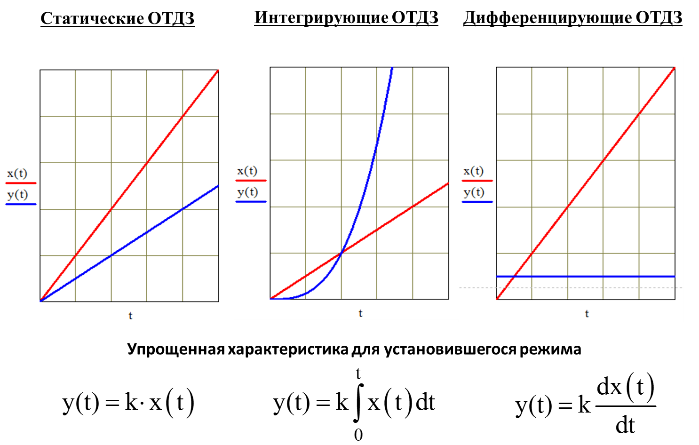 Статические ОТДЗ
Интегрирующие ОТДЗ
Дифференцирующие ОТДЗ
x(t)
y(t)
t
x(t)
y(t)
t
x(t)
y(t)
t
Упрощенная характеристика для установившегося режима
y(t) = k· x(t)
y(t) = k∫₀ᵗ x(t)dt
y(t) = k dx(t)/dt